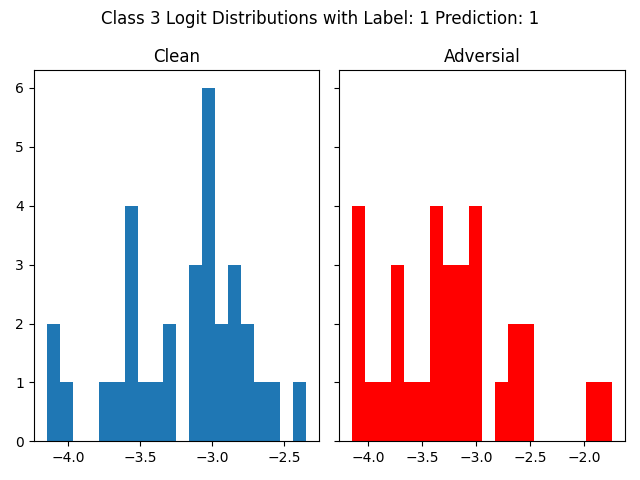 Class 3 Logit Distributions with Label: 1 Prediction: 1
Clean
Adversial
6
5
4
3
2
1
0
−4.0 −3.5 −3.0 −2.5
−4.0 −3.5 −3.0 −2.5 −2.0